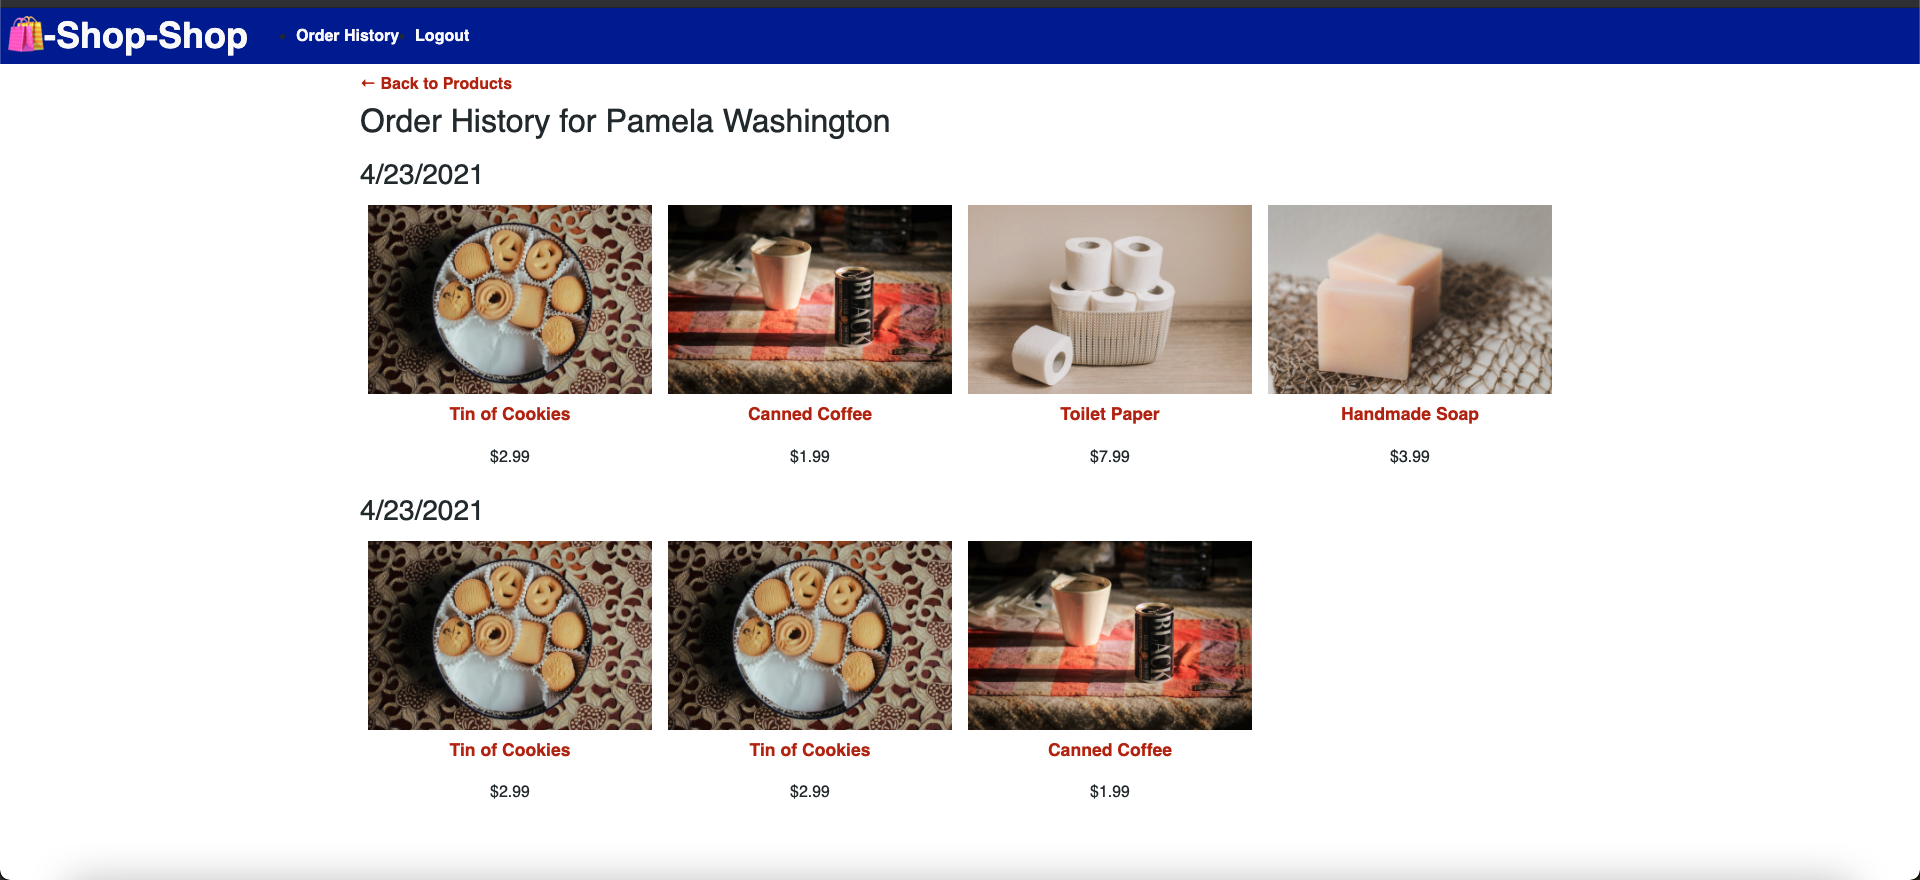 -Shop-Shop
Order History Logout
← Back to Products
Order History for Pamela Washington
4/23/2021
BLACK
Tin of Cookies Canned Coffee Toilet Paper Handmade Soap
$2.99 $1.99 $7.99 $3.99
4/23/2021
BLACK
Tin of Cookies Tin of Cookies Canned Coffee
$2.99 $2.99 $1.99